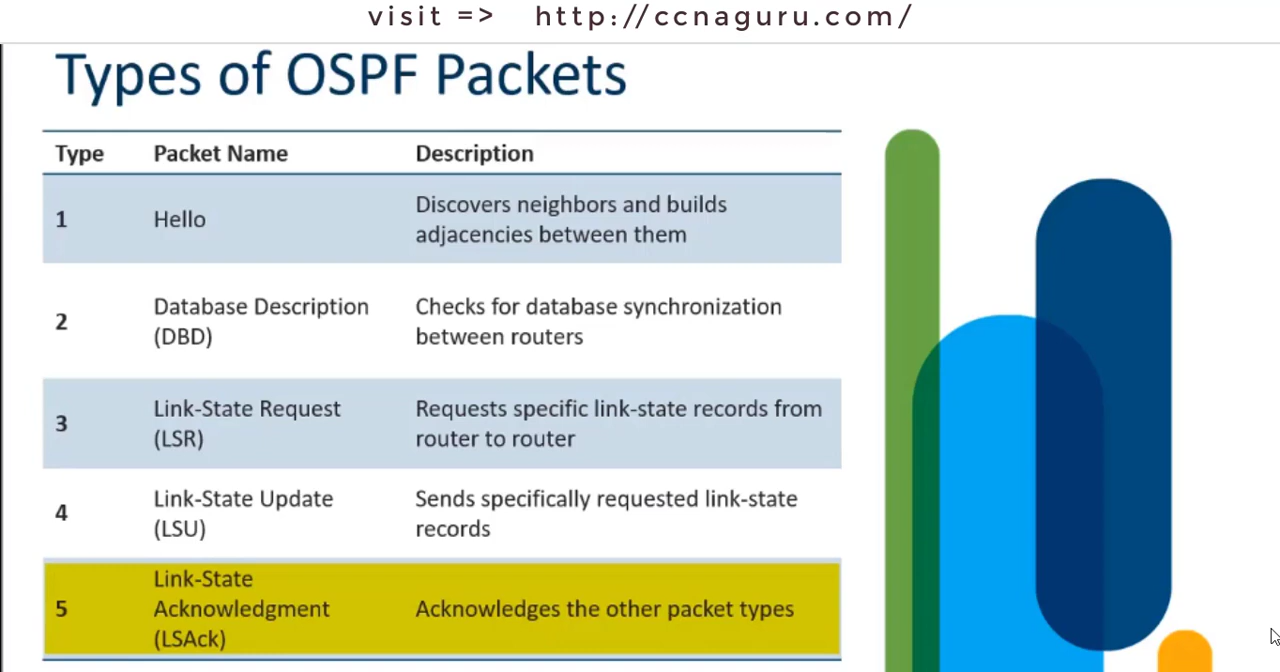 visit => http://ccnaguru.com/
Types of OSPF Packets
Type Packet Name Description
1 Hello Discovers neighbors and builds
adjacencies between them
2 Database Description Checks for database synchronization
(DBD) between routers
3 Link-State Request Requests specific link-state records from
(LSR) router to router
4 Link-State Update Sends specifically requested link-state
(LSU) records
Link-State
5 Acknowledgment Acknowledges the other packet types
(LSAck)